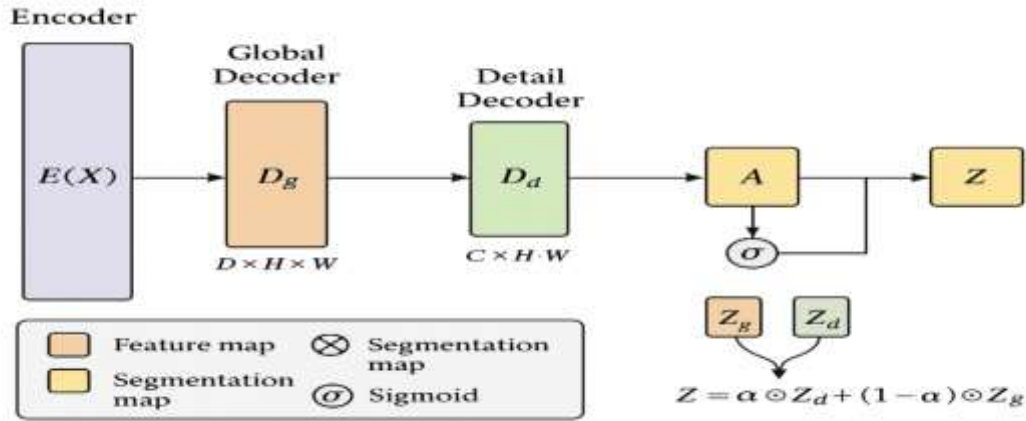 Encoder
Global
Decoder
Detail
Decoder
E(X)
D_g
D_d
A
Z
σ
D × H × W
C × H · W
Z_g
Z_d
Z = α ⊙ Z_d + (1 − α) ⊙ Z_g
Feature map
Segmentation
map
Segmentation
map
σ
Sigmoid